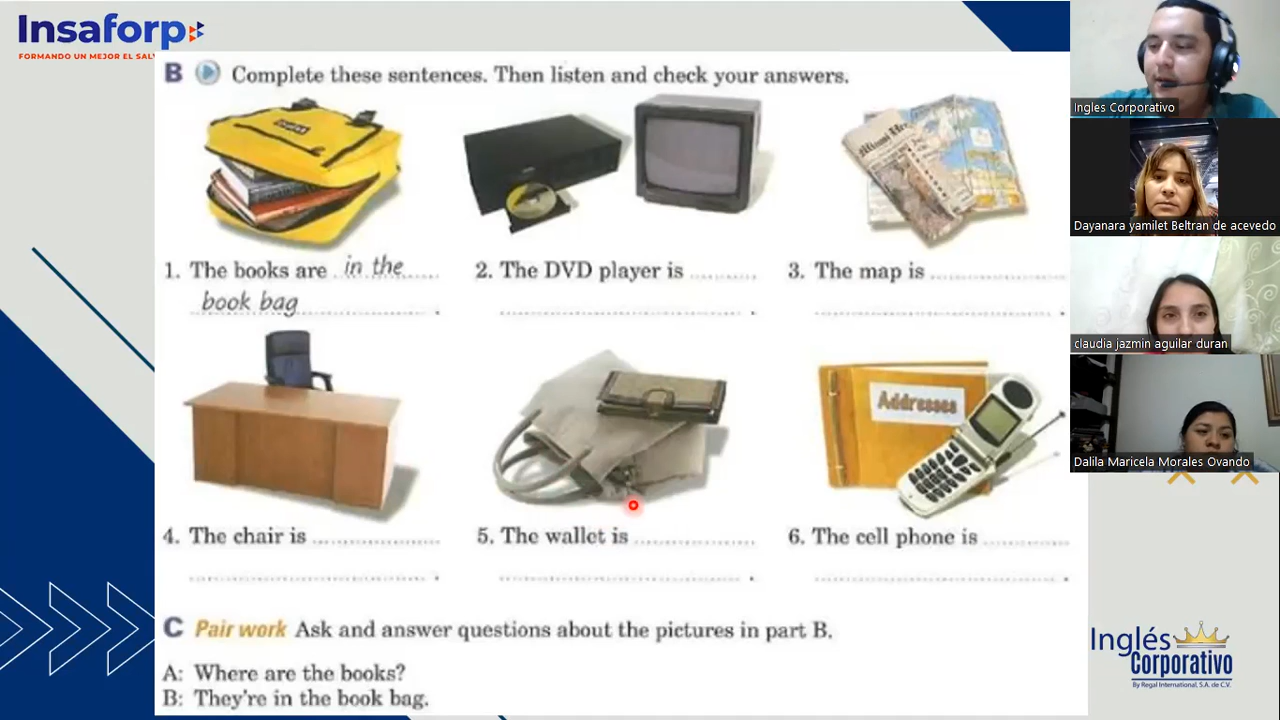 Insaforp
FORMANDO UN MEJOR EL SAL
B Complete these sentences. Then listen and check your answers.
1. The books are in the
book bag.
2. The DVD player is
3. The map is
Addresses
4. The chair is
5. The wallet is
6. The cell phone is
C Pair work Ask and answer questions about the pictures in part B.
A: Where are the books?
B: They're in the book bag.
Ingles Corporativo
Dayanara yamilet Beltran de acevedo
claudia jazmin aguilar duran
Dalila Maricela Morales Ovando
Inglés
Corporativo
By Regal International, S.A. de C.V.